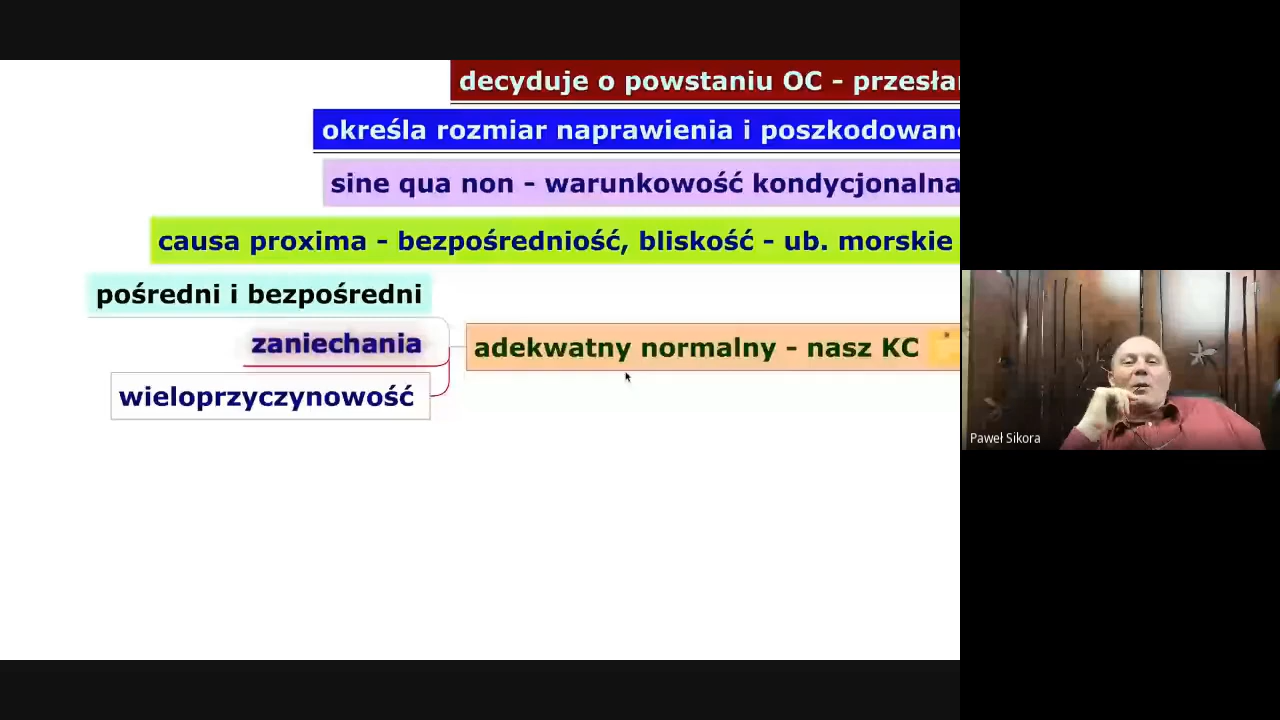 decyduje o powstaniu OC - przesła
określa rozmiar naprawienia i poszkodowan
sine qua non - warunkowość kondycjonalna
causa proxima - bezpośredniość, bliskość - ub. morskie
pośredni i bezpośredni
zaniechania
adekwatny normalny - nasz KC
wieloprzyczynowość
Paweł Sikora